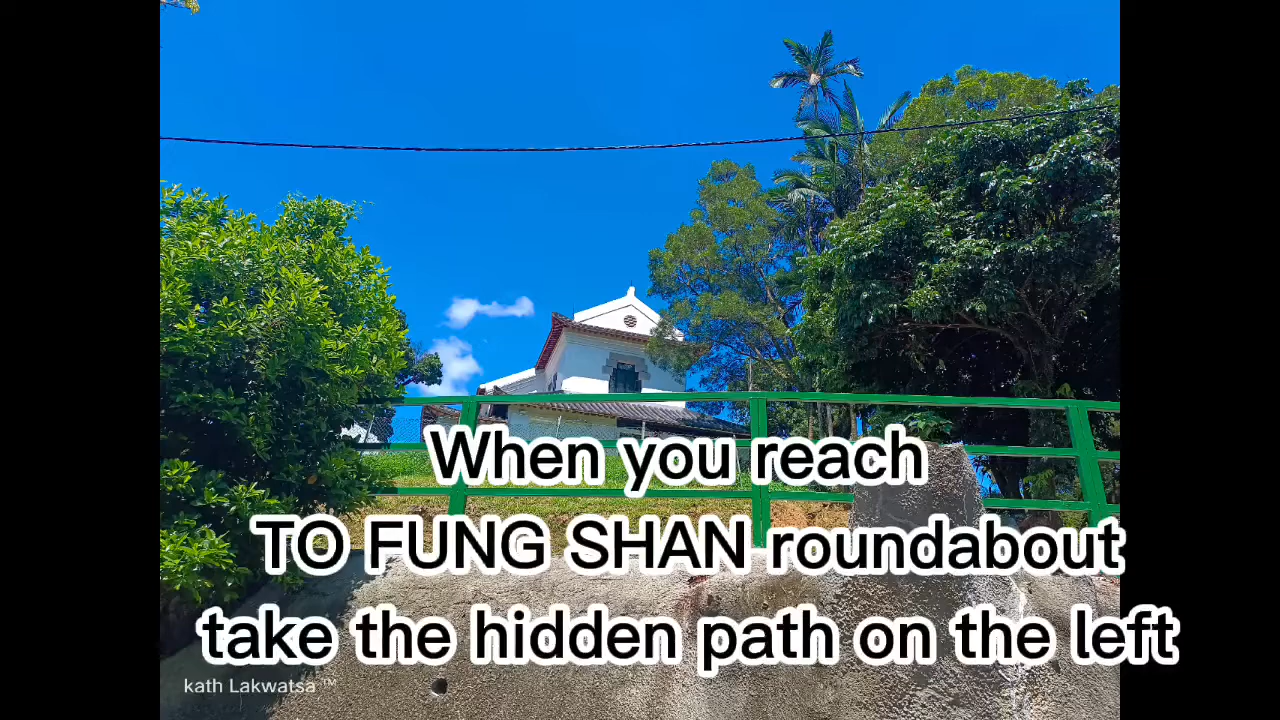 When you reach
TO FUNG SHAN roundabout
take the hidden path on the left
kath Lakwatsa™